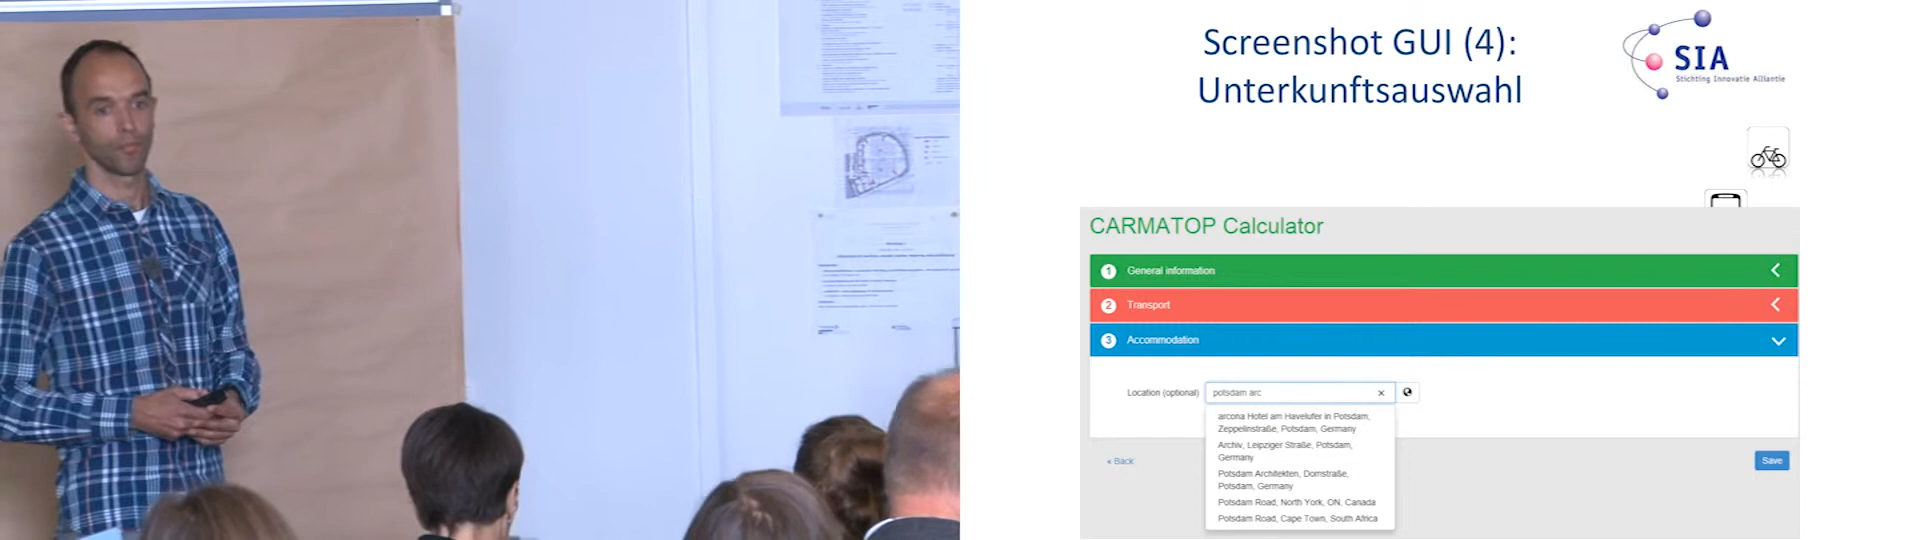 Screenshot GUI (4):
Unterkunftsauswahl
SIA
Stichting Innovatie Alliantie
CARMATOP Calculator
1 General information
2 Transport
3 Accommodation
Location (optional) potsdam arc
arcona Hotel am Havelufer in Potsdam,
Zeppelinstraße, Potsdam, Germany
Archiv, Leipziger Straße, Potsdam,
Germany
Potsdam Architekten, Dornstraße,
Potsdam, Germany
Potsdam Road, North York, ON, Canada
Potsdam Road, Cape Town, South Africa
« Back
Save